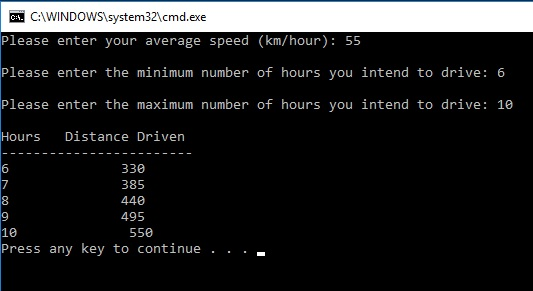 C:\WINDOWS\system32\cmd.exe
Please enter your average speed (km/hour): 55
Please enter the minimum number of hours you intend to drive: 6
Please enter the maximum number of hours you intend to drive: 10
Hours   Distance Driven
------------------------
6              330
7              385
8              440
9              495
10              550
Press any key to continue . . .